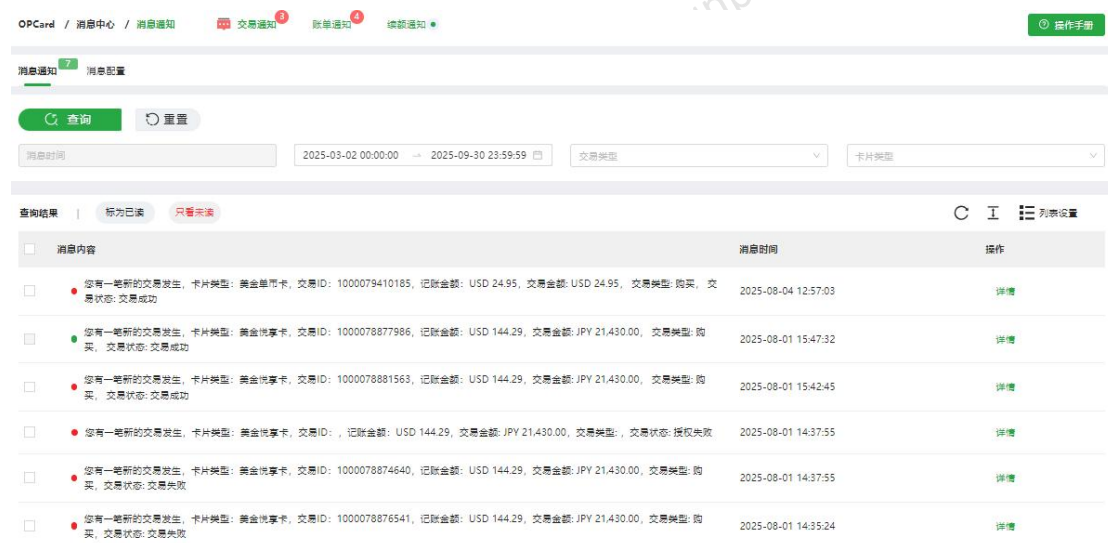 OPCard / 消息中心 / 消息通知 交易通知 3 账单通知 4 续额通知 操作手册
消息通知 7 消息配置
查询 重置
消息时间 2025-03-02 00:00:00 → 2025-09-30 23:59:59 交易类型 卡片类型
查询结果 | 标为已读 只看未读 列表设置
消息内容 消息时间 操作
您有一笔新的交易发生，卡片类型：美金单币卡，交易ID：1000079410185，记账金额：USD 24.95，交易金额: USD 24.95， 交易类型: 购买， 交
易状态: 交易成功
2025-08-04 12:57:03 详情
您有一笔新的交易发生，卡片类型：美金悦享卡，交易ID：1000078877986，记账金额：USD 144.29，交易金额: JPY 21,430.00， 交易类型: 购
买， 交易状态: 交易成功
2025-08-01 15:47:32 详情
您有一笔新的交易发生，卡片类型：美金悦享卡，交易ID：1000078881563，记账金额：USD 144.29，交易金额: JPY 21,430.00， 交易类型: 购
买， 交易状态: 交易成功
2025-08-01 15:42:45 详情
您有一笔新的交易发生，卡片类型：美金悦享卡，交易ID：，记账金额：USD 144.29，交易金额: JPY 21,430.00，交易类型: ，交易状态: 授权失败 2025-08-01 14:37:55 详情
您有一笔新的交易发生，卡片类型：美金悦享卡，交易ID：1000078874640，记账金额：USD 144.29，交易金额: JPY 21,430.00，交易类型: 购
买，交易状态: 交易失败
2025-08-01 14:37:55 详情
您有一笔新的交易发生，卡片类型：美金悦享卡，交易ID：1000078876541，记账金额：USD 144.29，交易金额: JPY 21,430.00，交易类型: 购
买，交易状态: 交易失败
2025-08-01 14:35:24 详情